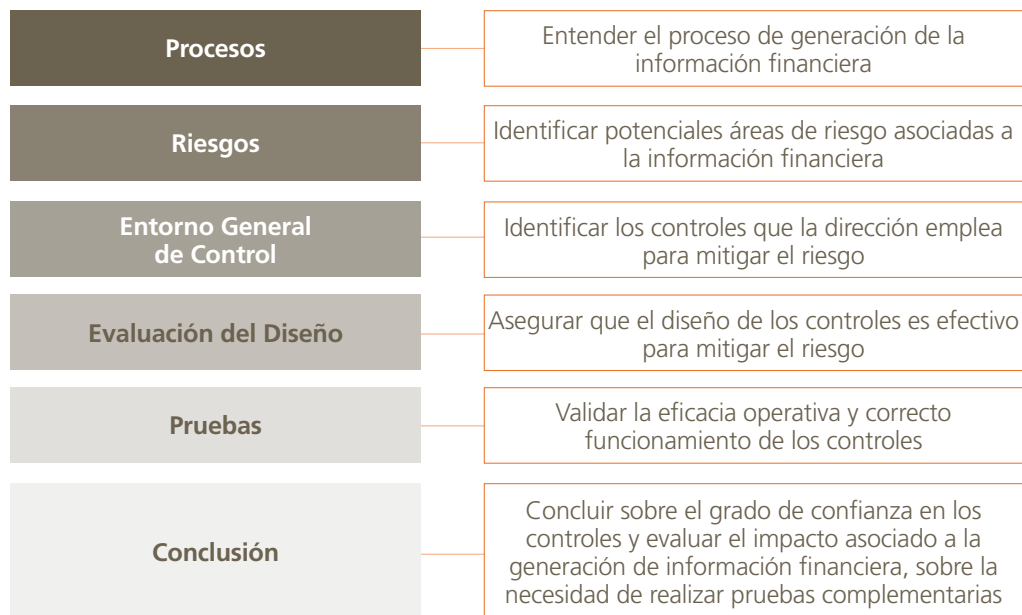 Procesos
Entender el proceso de generación de la
información financiera
Riesgos
Identificar potenciales áreas de riesgo asociadas a
la información financiera
Entorno General
de Control
Identificar los controles que la dirección emplea
para mitigar el riesgo
Evaluación del Diseño
Asegurar que el diseño de los controles es efectivo
para mitigar el riesgo
Pruebas
Validar la eficacia operativa y correcto
funcionamiento de los controles
Conclusión
Concluir sobre el grado de confianza en los
controles y evaluar el impacto asociado a la
generación de información financiera, sobre la
necesidad de realizar pruebas complementarias